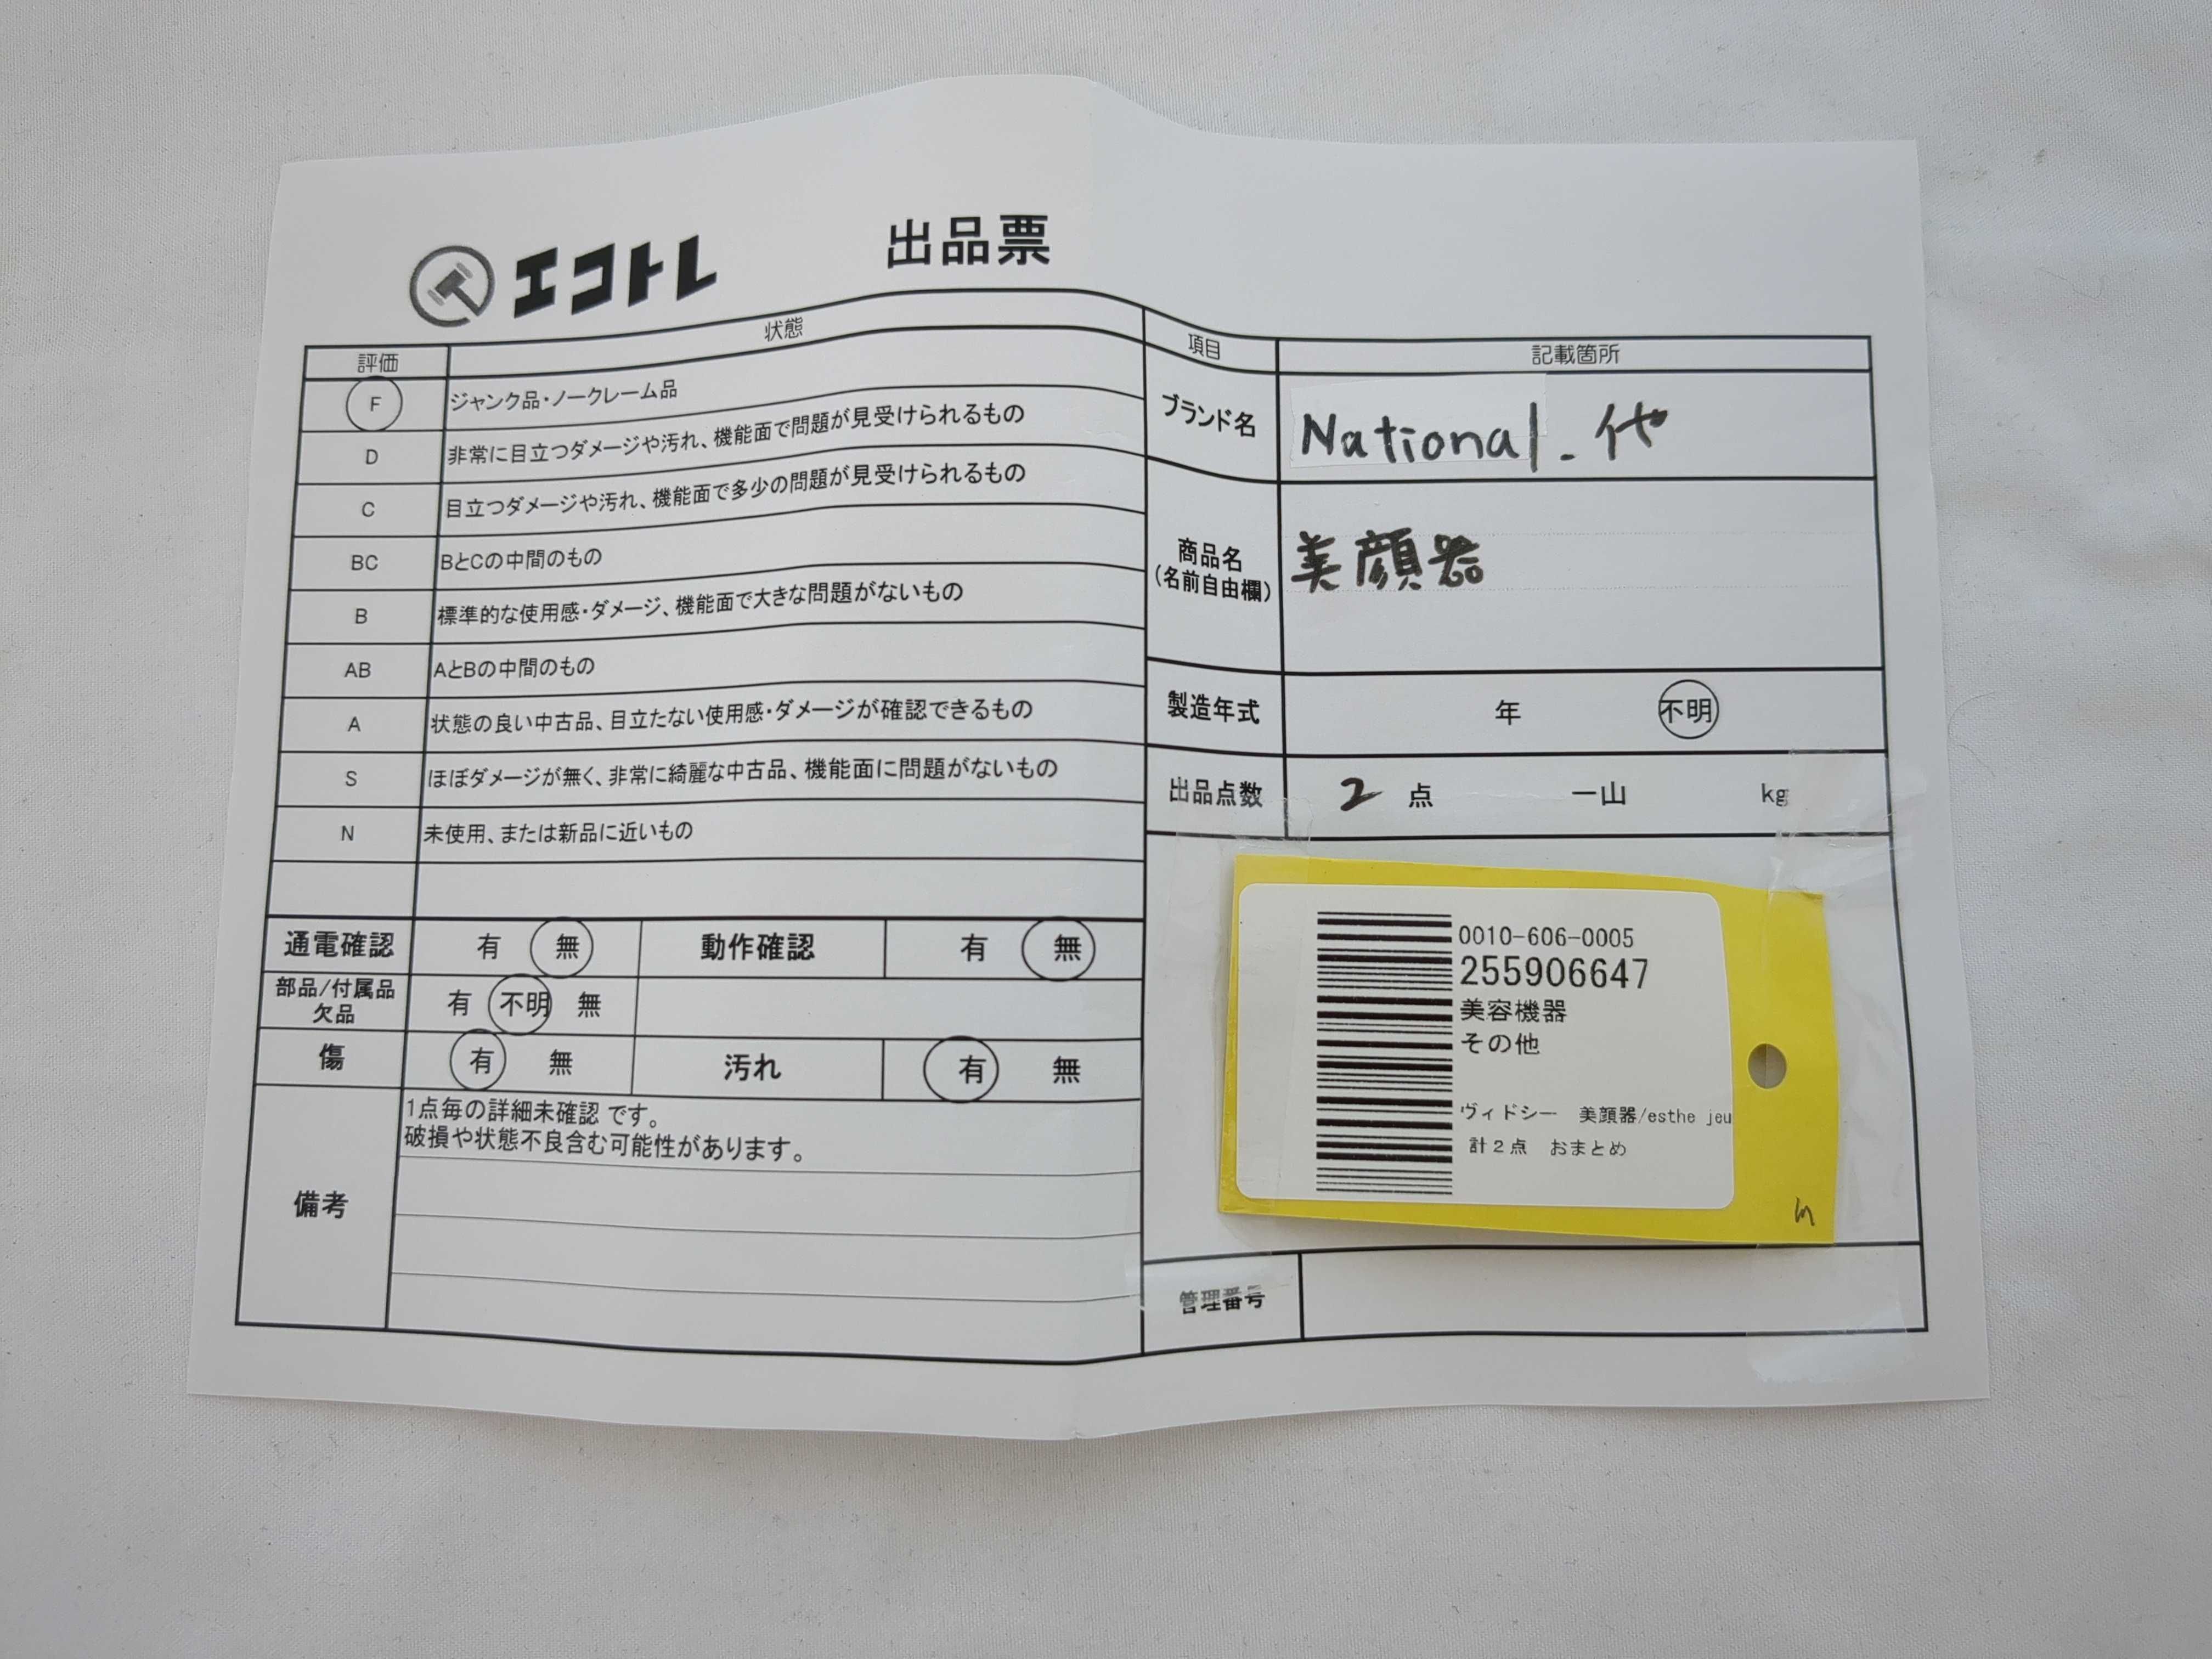 エコトレ
出品票
評価 状態
F ジャンク品・ノークレーム品
D 非常に目立つダメージや汚れ、機能面で問題が見受けられるもの
C 目立つダメージや汚れ、機能面で多少の問題が見受けられるもの
BC BとCの中間のもの
B 標準的な使用感・ダメージ、機能面で大きな問題がないもの
AB AとBの中間のもの
A 状態の良い中古品、目立たない使用感・ダメージが確認できるもの
S ほぼダメージが無く、非常に綺麗な中古品、機能面に問題がないもの
N 未使用、または新品に近いもの
通電確認 有 無 動作確認 有 無
部品/付属品
欠品 有 不明 無
傷 有 無 汚れ 有 無
備考
1点毎の詳細未確認 です。
破損や状態不良含む可能性があります。
項目 記載箇所
ブランド名 National. 他
商品名
(名前自由欄)
美顔器
製造年式 年 不明
出品点数 2 点 一山 kg
0010-606-0005
255906647
美容機器
その他
ヴィドシー 美顔器/esthe jeu
計2点 おまとめ
管理番号